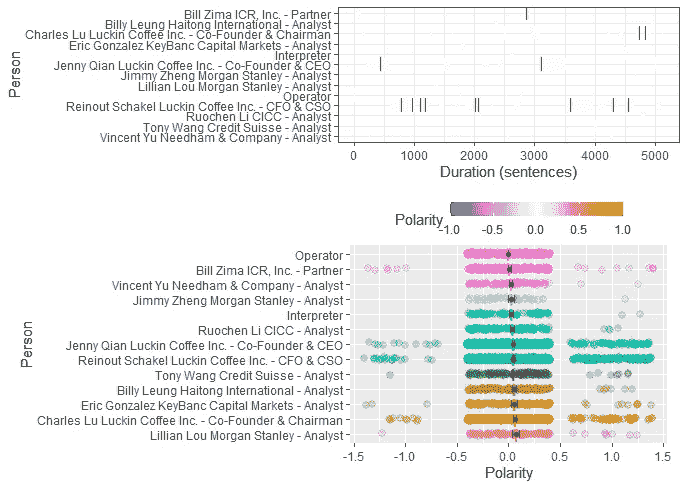 Bill Zima ICR, Inc. - Partner
Billy Leung Haitong International - Analyst
Charles Lu Luckin Coffee Inc. - Co-Founder & Chairman
Eric Gonzalez KeyBanc Capital Markets - Analyst
Interpreter
Jenny Qian Luckin Coffee Inc. - Co-Founder & CEO
Jimmy Zheng Morgan Stanley - Analyst
Lillian Lou Morgan Stanley - Analyst
Operator
Reinout Schakel Luckin Coffee Inc. - CFO & CSO
Ruochen Li CICC - Analyst
Tony Wang Credit Suisse - Analyst
Vincent Yu Needham & Company - Analyst
Person
0 1000 2000 3000 4000 5000
Duration (sentences)
Polarity
-1.0 -0.5 0.0 0.5 1.0
Operator
Bill Zima ICR, Inc. - Partner
Vincent Yu Needham & Company - Analyst
Jimmy Zheng Morgan Stanley - Analyst
Interpreter
Ruochen Li CICC - Analyst
Jenny Qian Luckin Coffee Inc. - Co-Founder & CEO
Reinout Schakel Luckin Coffee Inc. - CFO & CSO
Tony Wang Credit Suisse - Analyst
Billy Leung Haitong International - Analyst
Eric Gonzalez KeyBanc Capital Markets - Analyst
Charles Lu Luckin Coffee Inc. - Co-Founder & Chairman
Lillian Lou Morgan Stanley - Analyst
Person
-1.5 -1.0 -0.5 0.0 0.5 1.0 1.5
Polarity